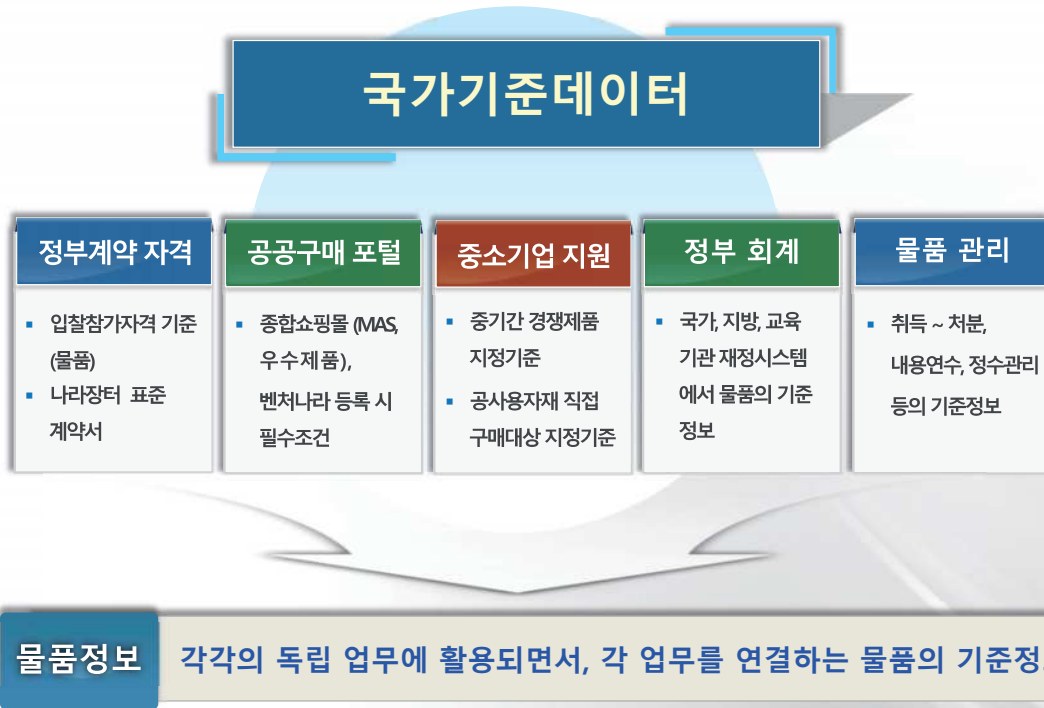 국가기준데이터
정부계약 자격
입찰참가자격 기준
(물품)
나라장터 표준
계약서
공공구매 포털
종합쇼핑몰 (MAS,
우수제품),
벤처나라 등록 시
필수조건
중소기업 지원
중기간 경쟁제품
지정기준
공사용자재 직접
구매대상 지정기준
정부 회계
국가, 지방, 교육
기관 재정시스템
에서 물품의 기준
정보
물품 관리
취득 ~ 처분,
내용연수, 정수관리
등의 기준정보
물품정보
각각의 독립 업무에 활용되면서, 각 업무를 연결하는 물품의 기준정